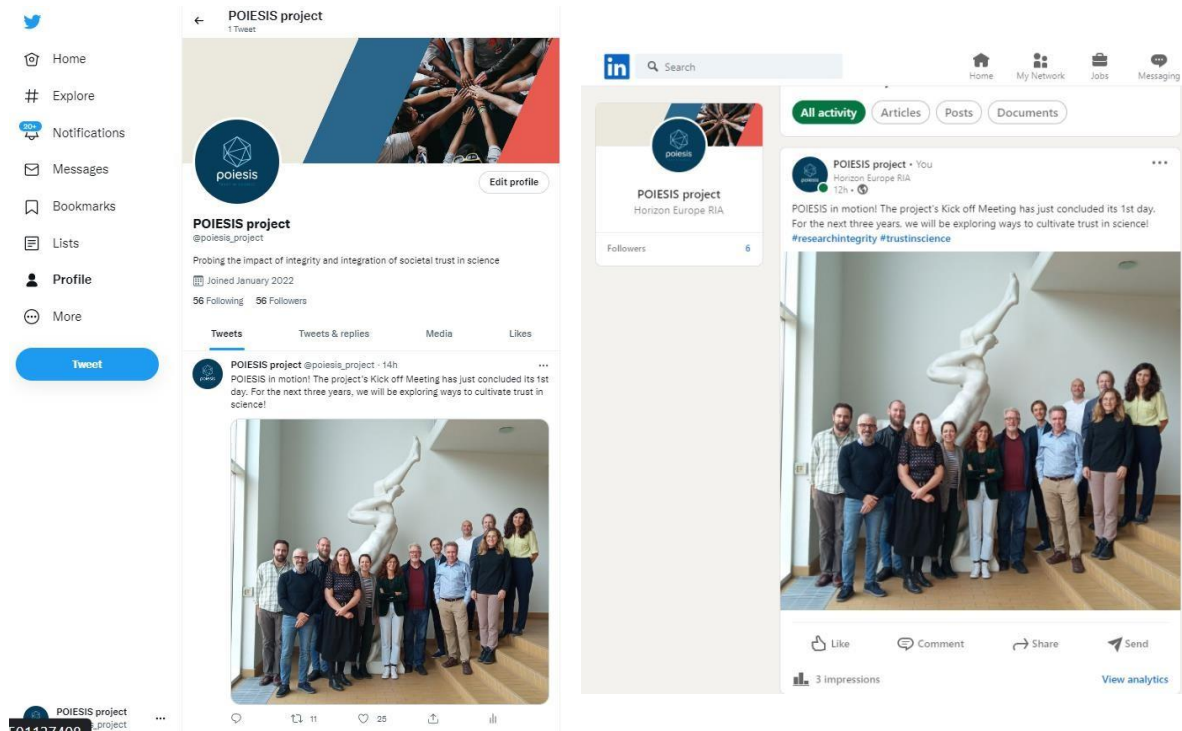 Home
Explore
20+
Notifications
Messages
Bookmarks
Lists
Profile
More
Tweet
POIESIS project
1 Tweet
poiesis
Edit profile
POIESIS project
@poiesis_project
Probing the impact of integrity and integration of societal trust in science
Joined January 2022
56 Following 56 Followers
Tweets Tweets & replies Media Likes
POIESIS project @poiesis_project · 14h
POIESIS in motion! The project's Kick off Meeting has just concluded its 1st
day. For the next three years, we will be exploring ways to cultivate trust in
science!
11 25
POIESIS project
_project
in Search
Home My Network Jobs Messaging
poiesis
POIESIS project
Horizon Europe RIA
Followers 6
All activity Articles Posts Documents
POIESIS project • You
Horizon Europe RIA
12h •
POIESIS in motion! The project's Kick off Meeting has just concluded its 1st day.
For the next three years, we will be exploring ways to cultivate trust in science!
#researchintegrity #trustinscience
Like Comment Share Send
3 impressions View analytics